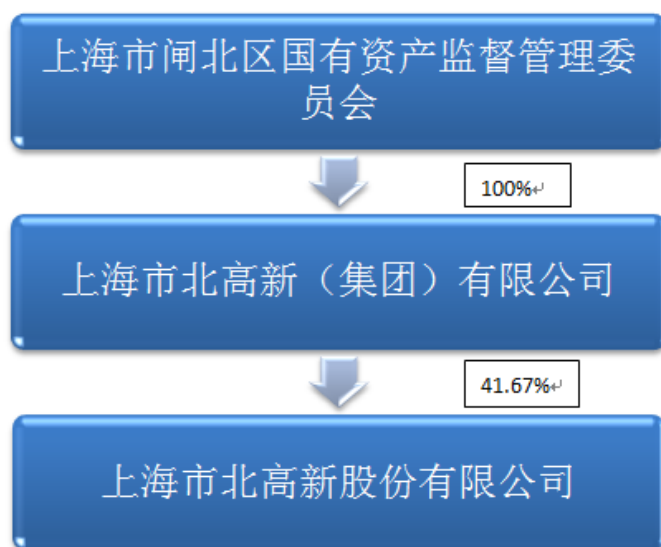 上海市闸北区国有资产监督管理委
员会
100%
上海市北高新（集团）有限公司
41.67%
上海市北高新股份有限公司